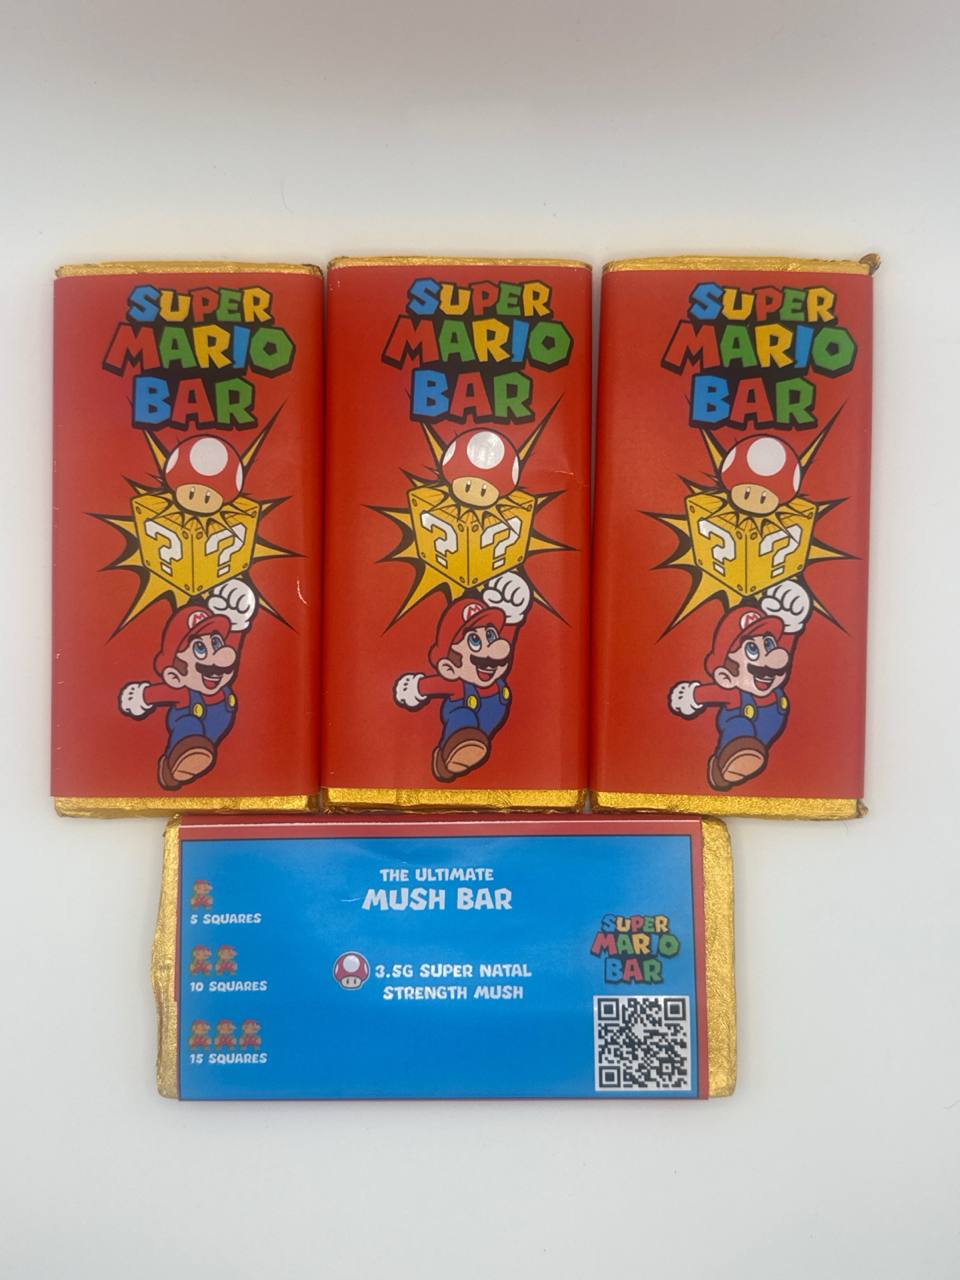 SUPER
MARIO
BAR
? ?
M
SUPER
MARIO
BAR
? ?
M
SUPER
MARIO
BAR
? ?
M
THE ULTIMATE
MUSH BAR
5 SQUARES
10 SQUARES
15 SQUARES
3.5G SUPER NATAL
STRENGTH MUSH
SUPER
MARIO
BAR